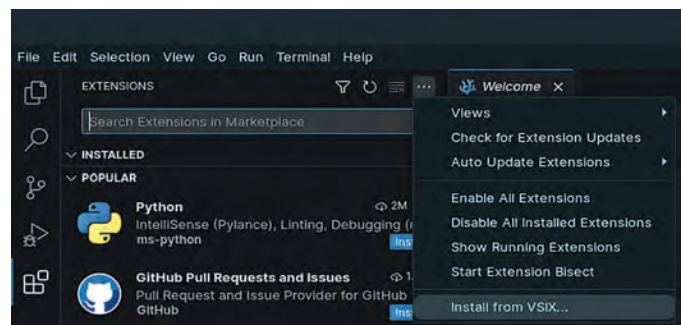 File Edit Selection View Go Run Terminal Help
EXTENSIONS
Welcome
Search Extensions in Marketplace
INSTALLED
POPULAR
Python
2M
IntelliSense (Pylance), Linting, Debugging (
ms-python
Ins
GitHub Pull Requests and Issues
1.
Pull Request and Issue Provider for GitHub
GitHub
Ins
Views
Check for Extension Updates
Auto Update Extensions
Enable All Extensions
Disable All Installed Extensions
Show Running Extensions
Start Extension Bisect
Install from VSIX...